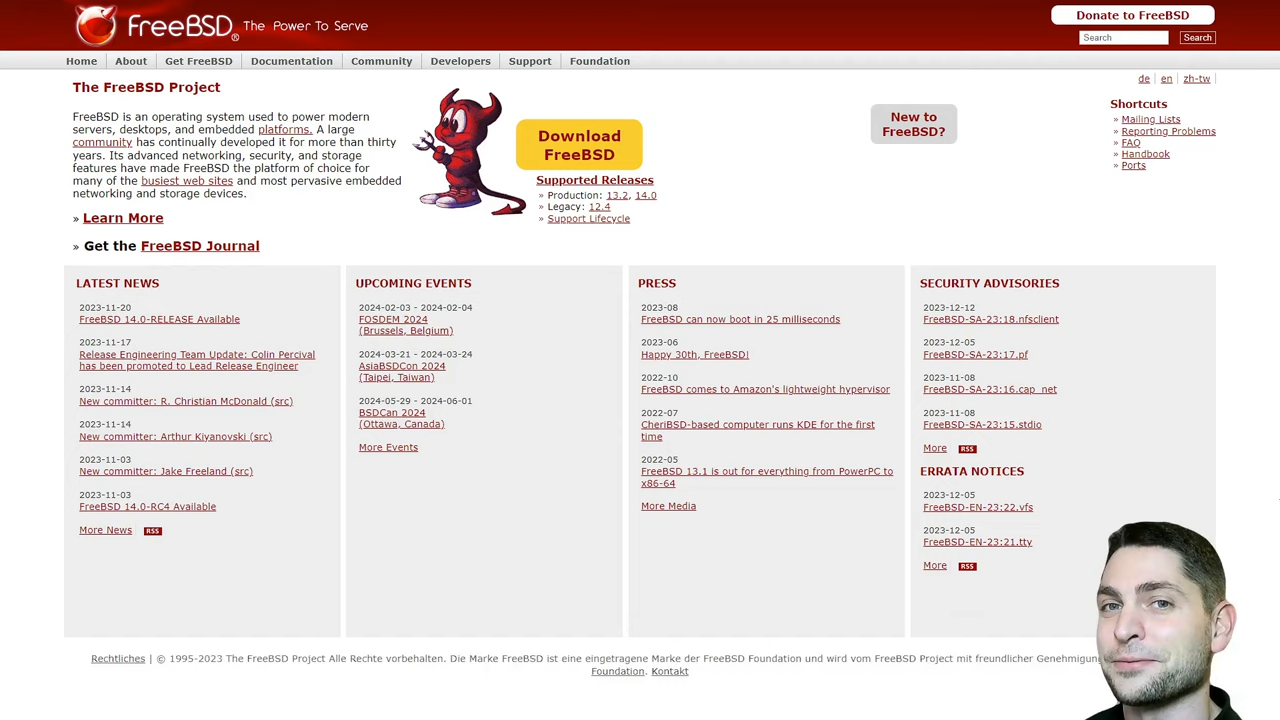 FreeBSD® The Power To Serve
Donate to FreeBSD
Search
Search
Home
About
Get FreeBSD
Documentation
Community
Developers
Support
Foundation
de
en
zh-tw
The FreeBSD Project
FreeBSD is an operating system used to power modern
servers, desktops, and embedded platforms. A large
community has continually developed it for more than thirty
years. Its advanced networking, security, and storage
features have made FreeBSD the platform of choice for
many of the busiest web sites and most pervasive embedded
networking and storage devices.
» Learn More
» Get the FreeBSD Journal
Download
FreeBSD
Supported Releases
» Production: 13.2, 14.0
» Legacy: 12.4
» Support Lifecycle
New to
FreeBSD?
Shortcuts
» Mailing Lists
» Reporting Problems
» FAQ
» Handbook
» Ports
LATEST NEWS
2023-11-20
FreeBSD 14.0-RELEASE Available
2023-11-17
Release Engineering Team Update: Colin Percival
has been promoted to Lead Release Engineer
2023-11-14
New committer: R. Christian McDonald (src)
2023-11-14
New committer: Arthur Kiyanovski (src)
2023-11-03
New committer: Jake Freeland (src)
2023-11-03
FreeBSD 14.0-RC4 Available
More News RSS
UPCOMING EVENTS
2024-02-03 - 2024-02-04
FOSDEM 2024
(Brussels, Belgium)
2024-03-21 - 2024-03-24
AsiaBSDCon 2024
(Taipei, Taiwan)
2024-05-29 - 2024-06-01
BSDCan 2024
(Ottawa, Canada)
More Events
PRESS
2023-08
FreeBSD can now boot in 25 milliseconds
2023-06
Happy 30th, FreeBSD!
2022-10
FreeBSD comes to Amazon's lightweight hypervisor
2022-07
CheriBSD-based computer runs KDE for the first
time
2022-05
FreeBSD 13.1 is out for everything from PowerPC to
x86-64
More Media
SECURITY ADVISORIES
2023-12-12
FreeBSD-SA-23:18.nfsclient
2023-12-05
FreeBSD-SA-23:17.pf
2023-11-08
FreeBSD-SA-23:16.cap_net
2023-11-08
FreeBSD-SA-23:15.stdio
More RSS
ERRATA NOTICES
2023-12-05
FreeBSD-EN-23:22.vfs
2023-12-05
FreeBSD-EN-23:21.tty
More RSS
Rechtliches | © 1995-2023 The FreeBSD Project Alle Rechte vorbehalten. Die Marke FreeBSD ist eine eingetragene Marke der FreeBSD Foundation und wird vom FreeBSD Project mit freundlicher Genehmigung
Foundation. Kontakt